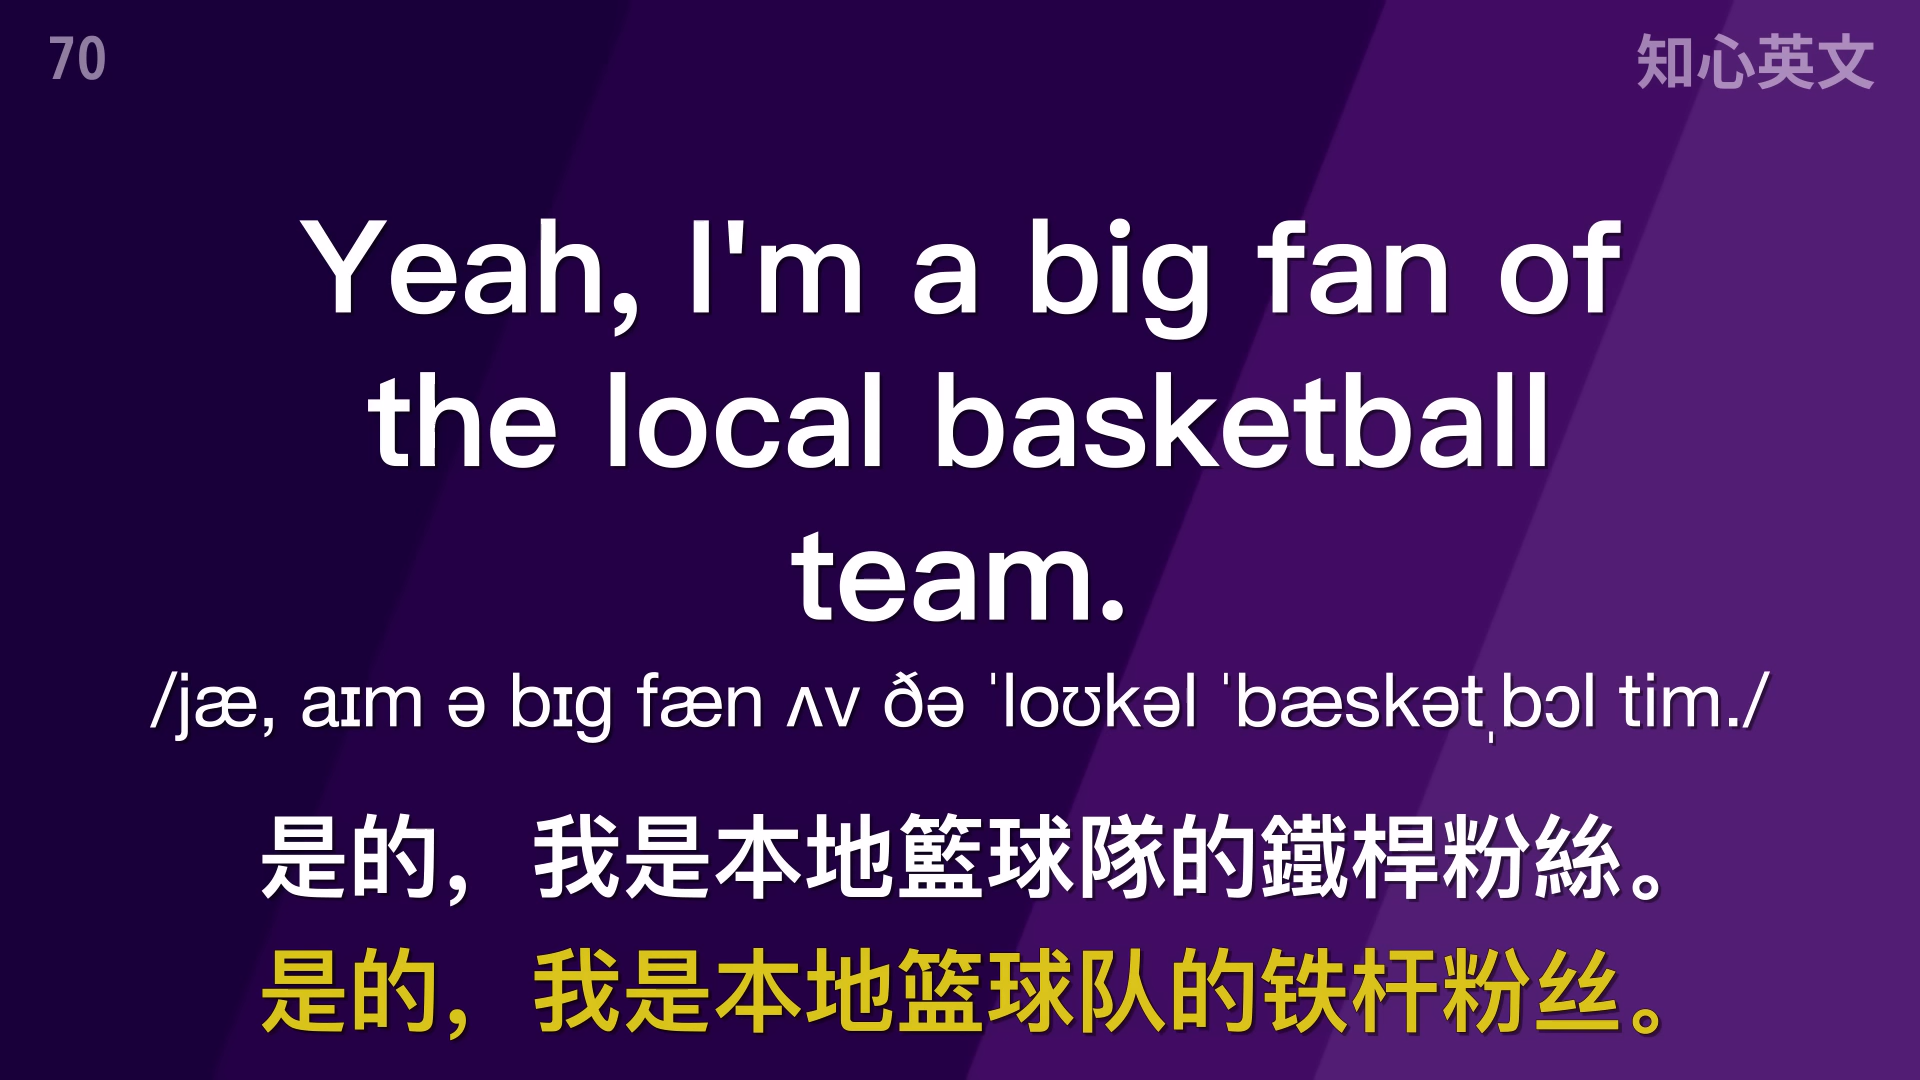 70
知心英文
Yeah, I'm a big fan of
the local basketball
team.
/jæ, aɪm ə bɪg fæn ʌv ðə ˈloʊkəl ˈbæskətˌbɔl tim./
是的，我是本地籃球隊的鐵桿粉絲。
是的，我是本地篮球队的铁杆粉丝。